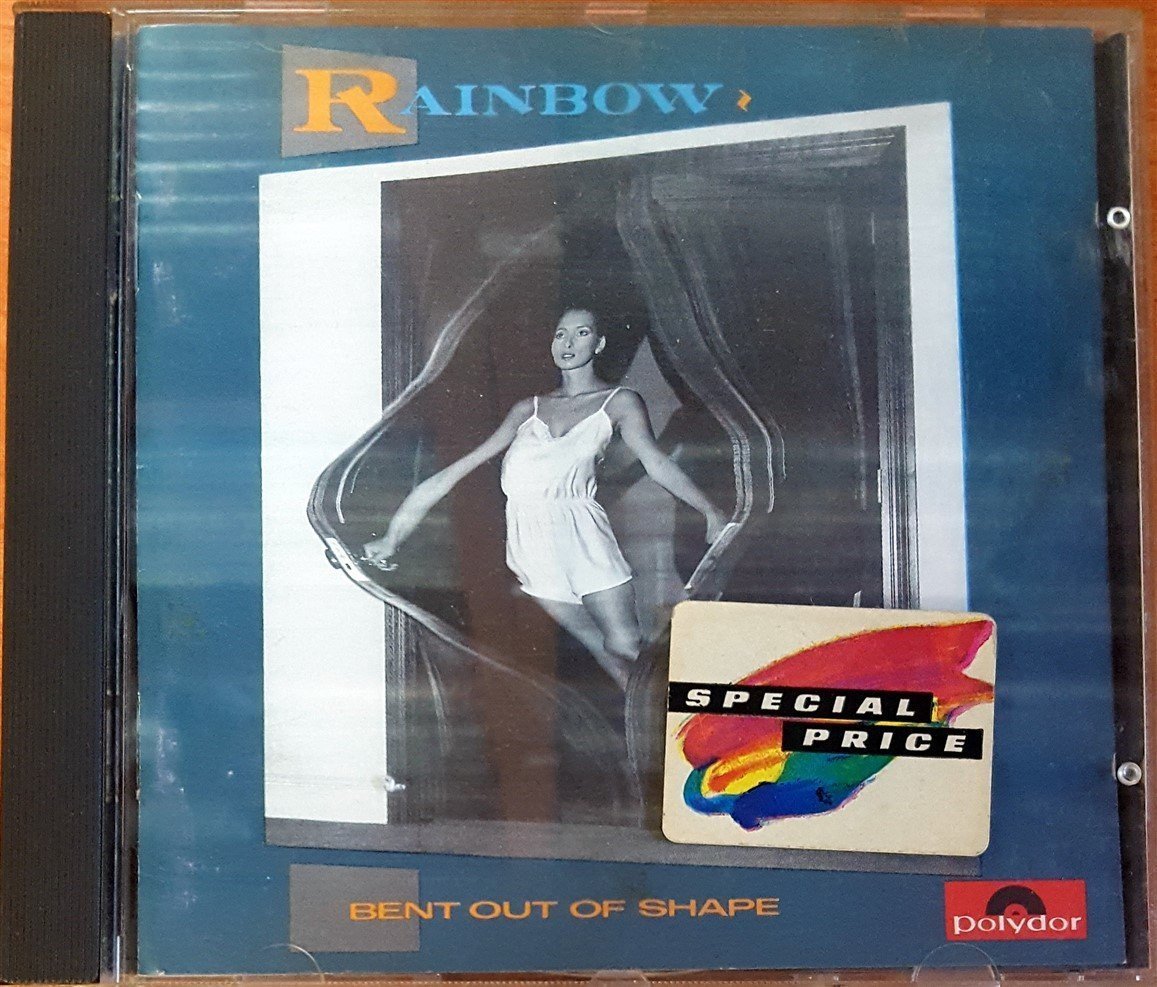 RAINBOW
SPECIAL
PRICE
BENT OUT OF SHAPE
polydor